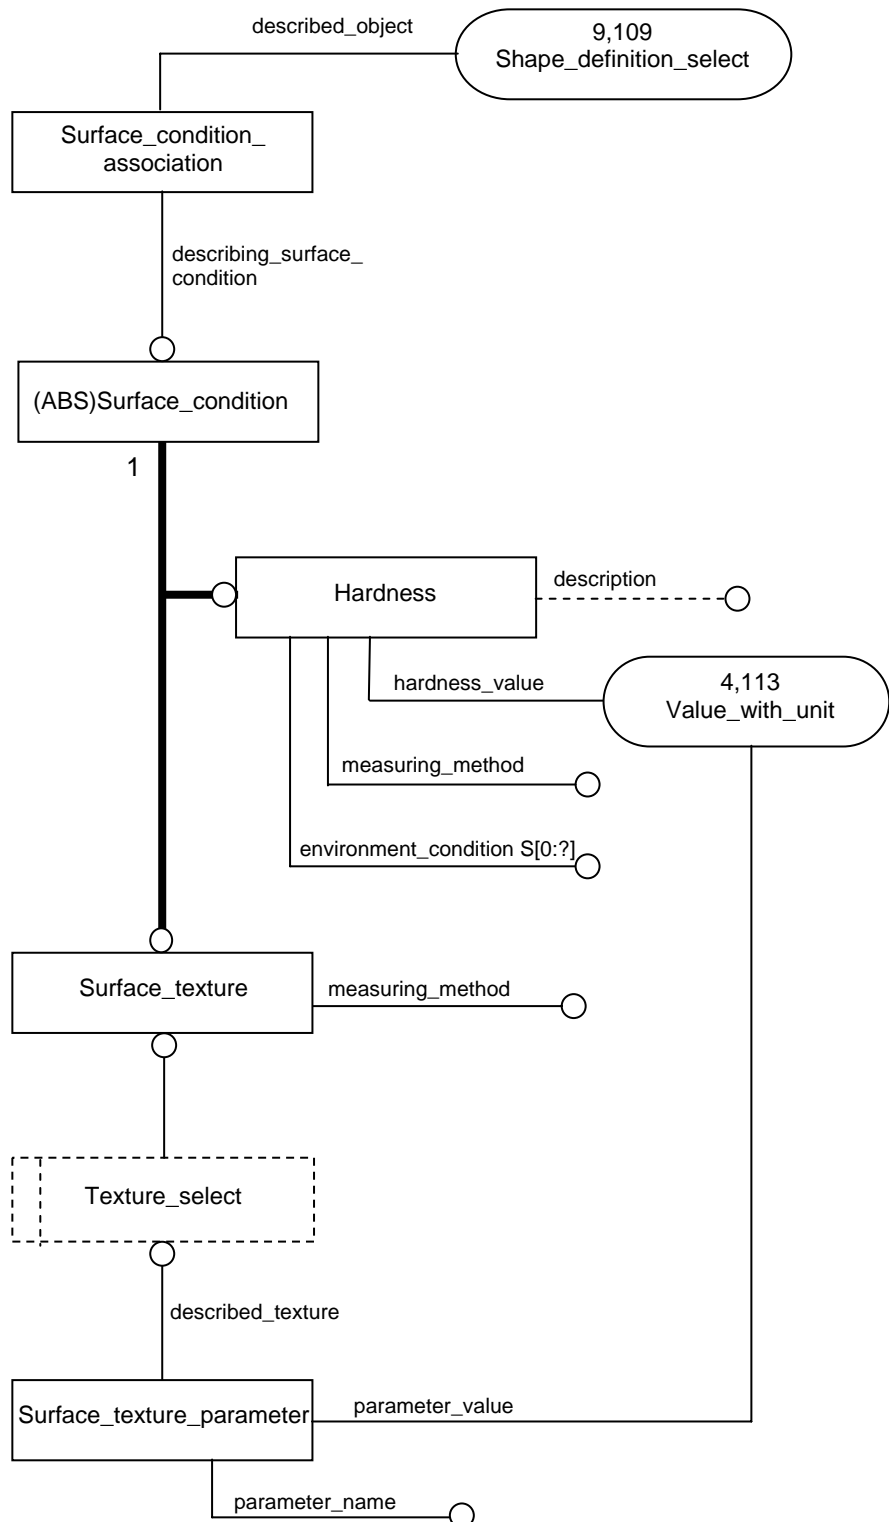 described_object
9,109
Shape_definition_select
Surface_condition_
association
describing_surface_
condition
(ABS)Surface_condition
1
Hardness
description
hardness_value
4,113
Value_with_unit
measuring_method
environment_condition S[0:?]
Surface_texture
measuring_method
Texture_select
described_texture
Surface_texture_parameter
parameter_value
parameter_name